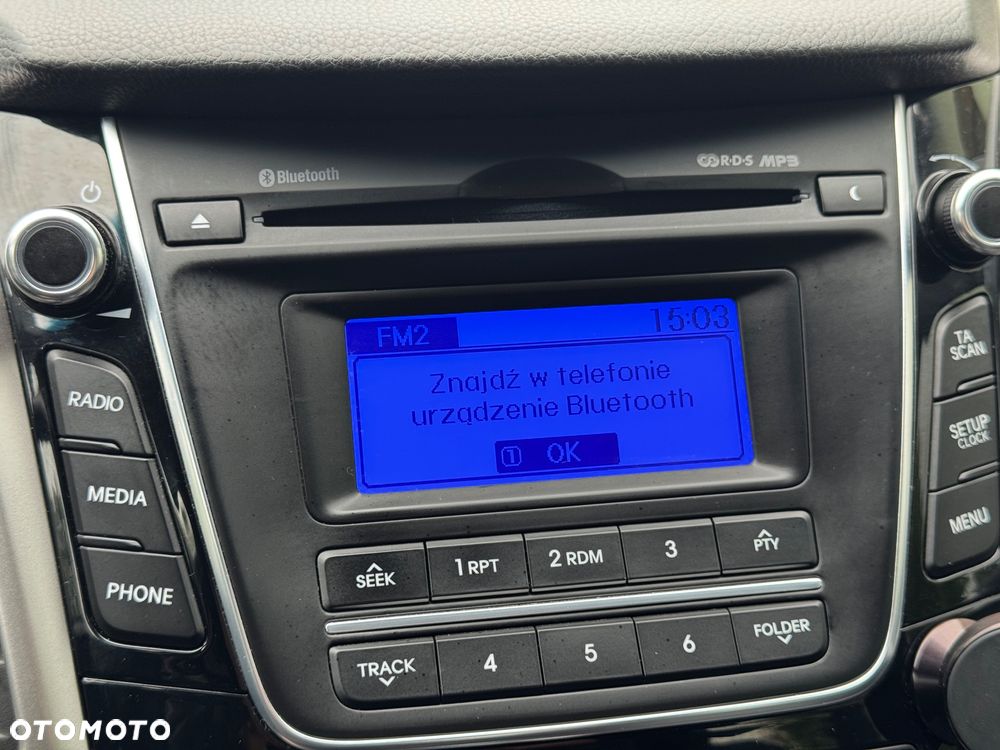 Bluetooth
R·D·S MP3
FM2 15:03
Znajdź w telefonie
urządzenie Bluetooth
1 OK
RADIO
MEDIA
PHONE
TA
SCAN
SETUP
CLOCK
MENU
SEEK
1 RPT
2 RDM
3
PTY
TRACK
4
5
6
FOLDER
OTOMOTO